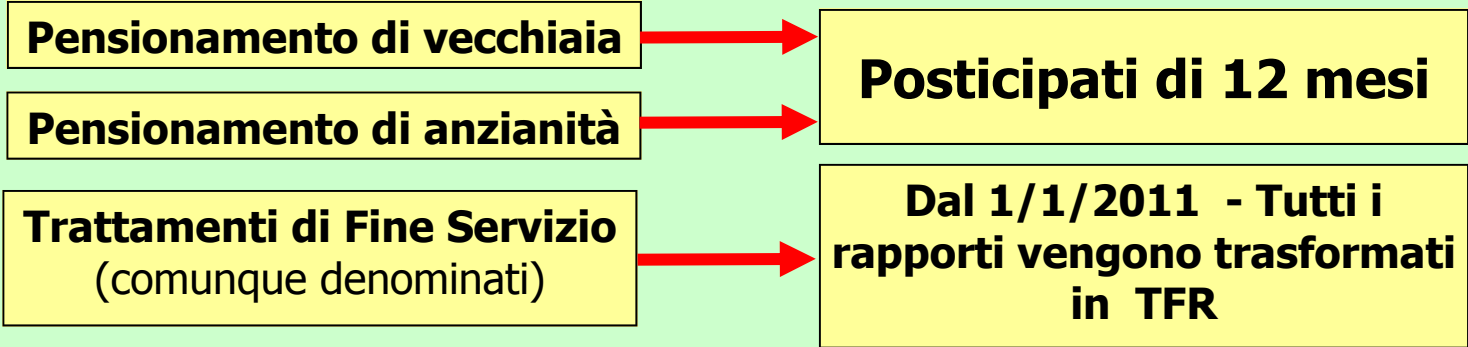 Pensionamento di vecchiaia
Pensionamento di anzianità
Posticipati di 12 mesi
Trattamenti di Fine Servizio
(comunque denominati)
Dal 1/1/2011 - Tutti i
rapporti vengono trasformati
in TFR